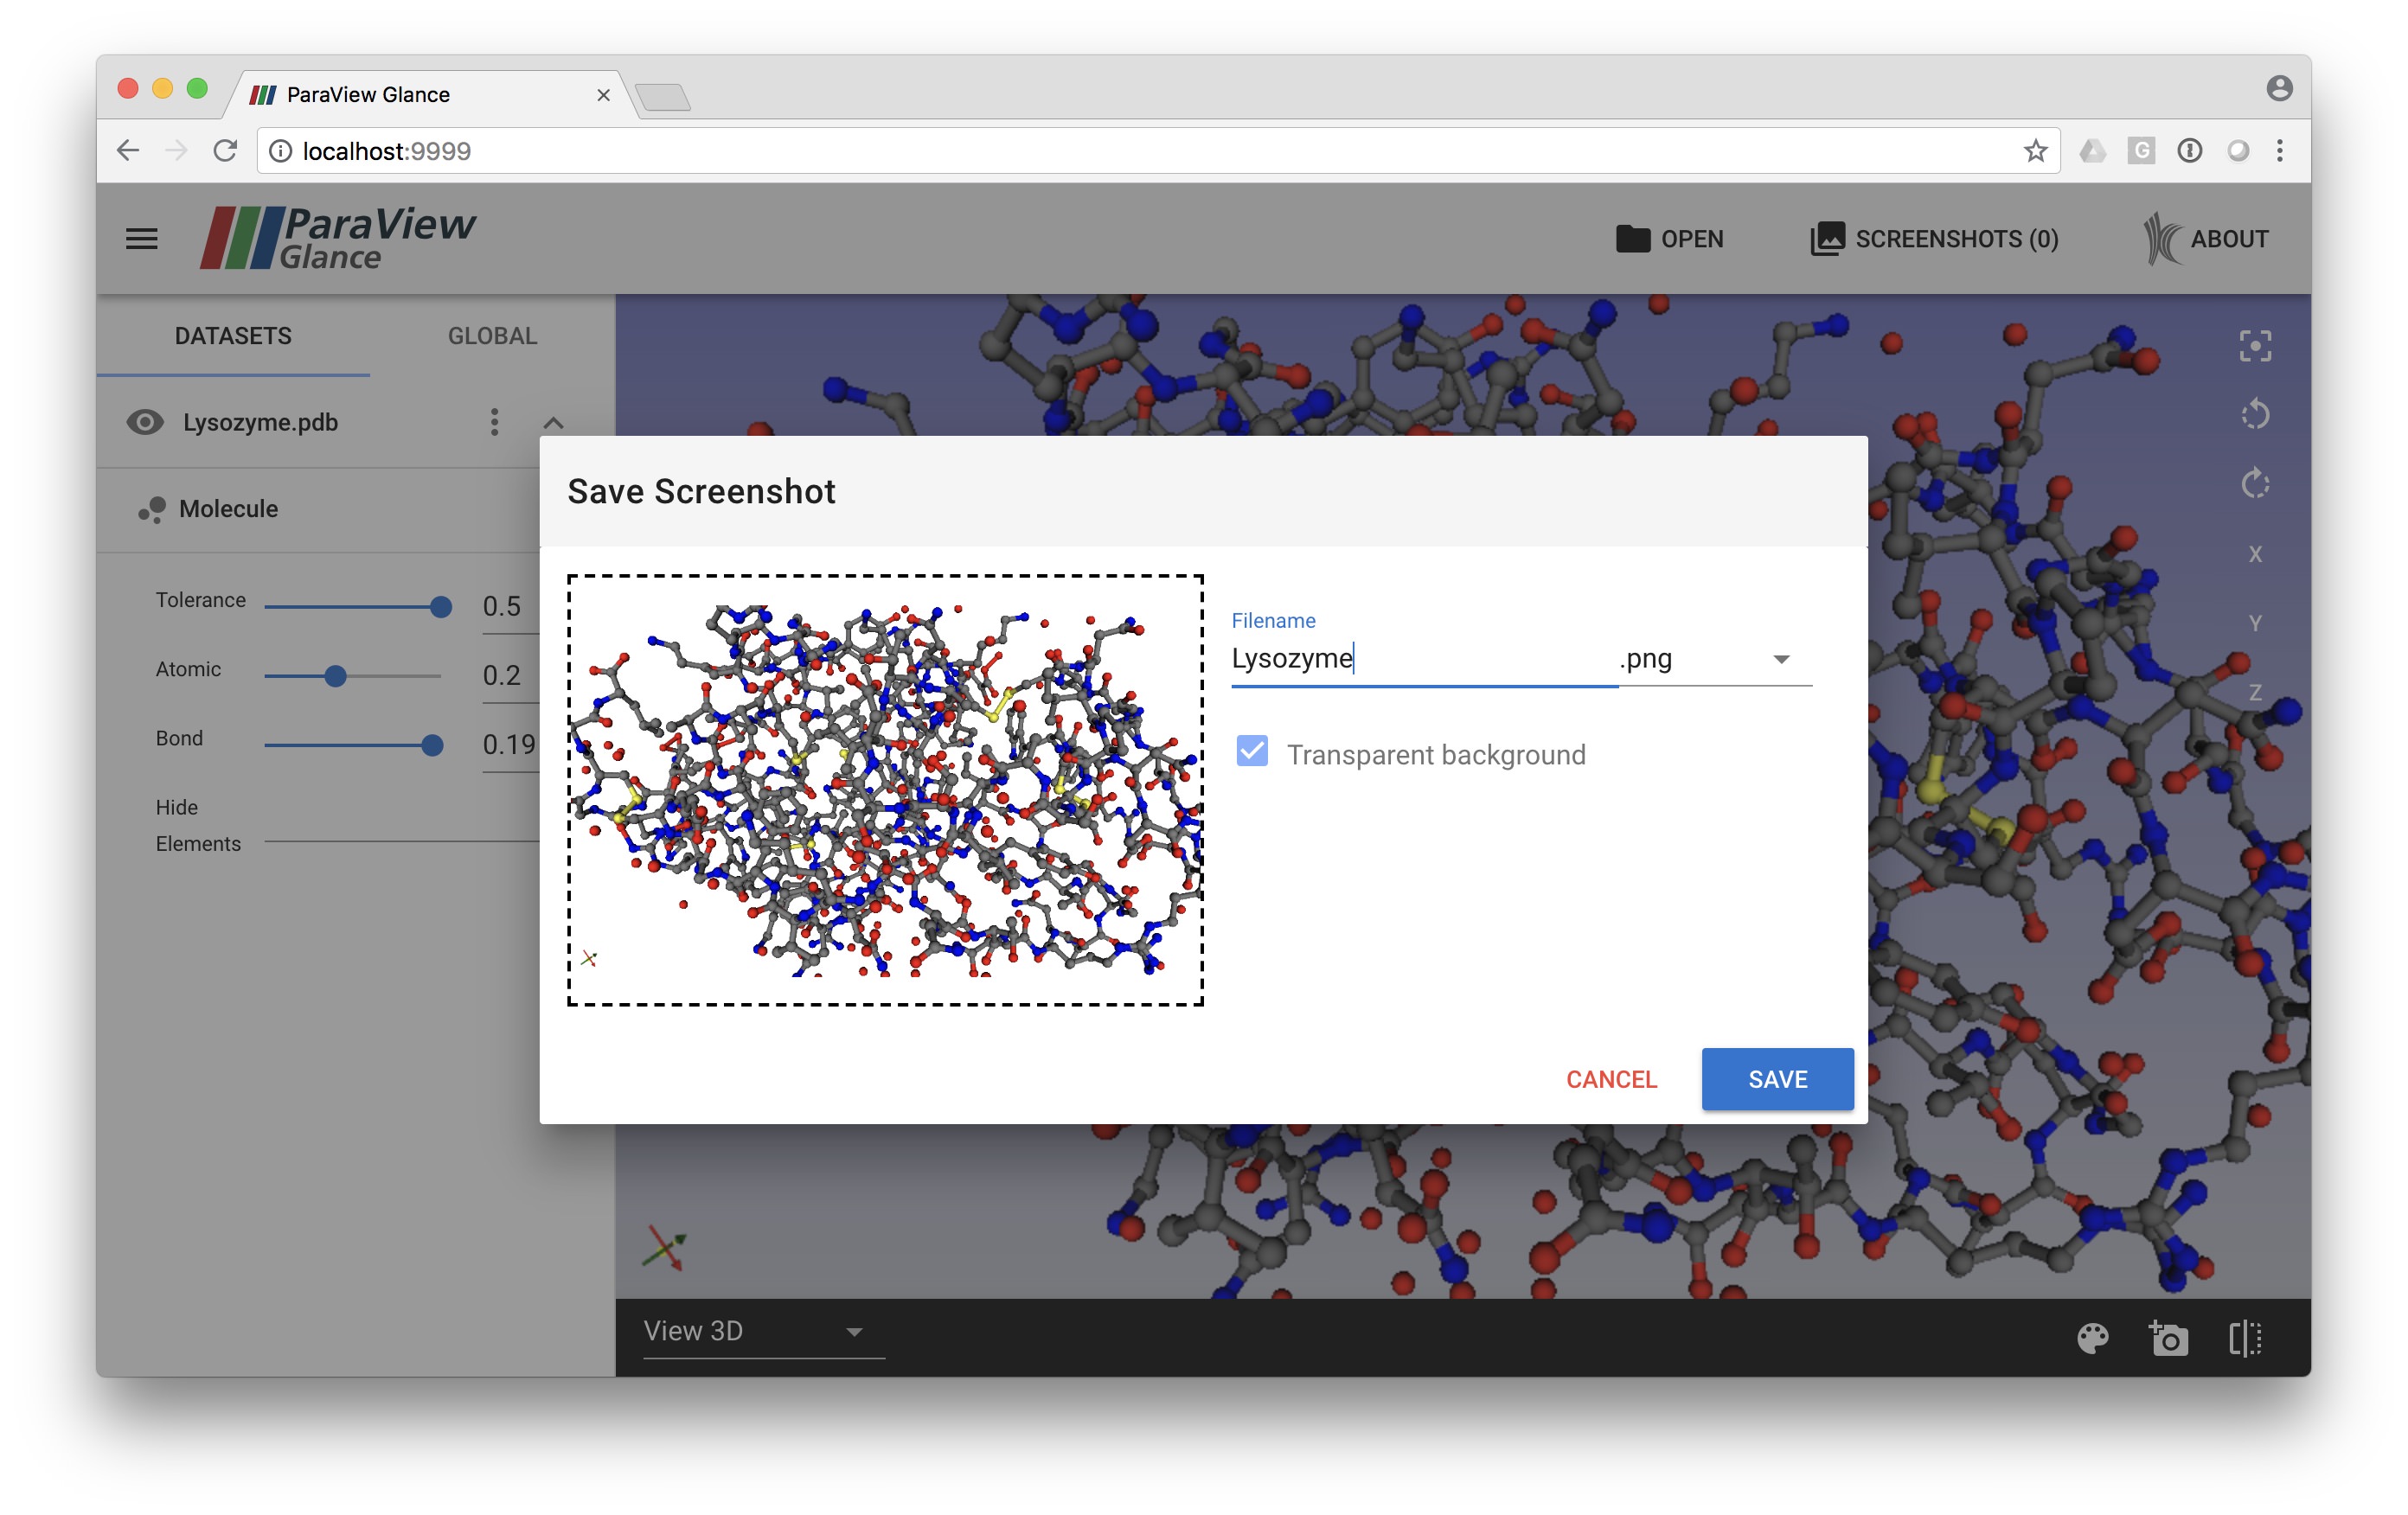 ParaView Glance
localhost:9999
ParaView
Glance
OPEN
SCREENSHOTS (0)
ABOUT
DATASETS
GLOBAL
Lysozyme.pdb
Molecule
Tolerance
0.5
Atomic
0.2
Bond
0.19
Hide
Elements
Save Screenshot
Filename
Lysozyme
.png
Transparent background
CANCEL
SAVE
X
Y
Z
View 3D
G